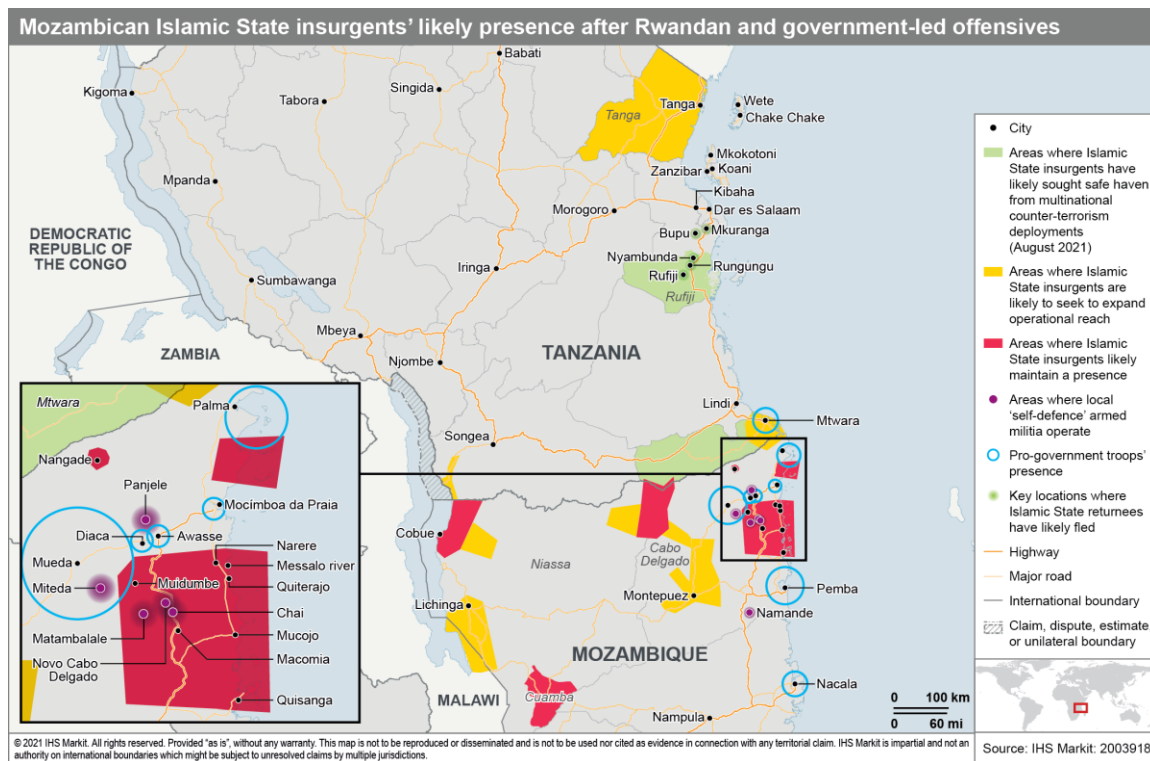 Mozambican Islamic State insurgents' likely presence after Rwandan and government-led offensives
Babati
Kigoma
Singida
Tabora
Tanga
Tanga
Wete
Chake Chake
Mkokotoni
Koani
Zanzibar
Mpanda
Kibaha
Morogoro
Dar es Salaam
DEMOCRATIC
REPUBLIC OF
THE CONGO
Bupu
Mkuranga
Nyambunda
Rungungu
Iringa
Rufiji
Rufiji
Sumbawanga
Mbeya
ZAMBIA
Njombe
TANZANIA
Lindi
Mtwara
Songea
Cobue
Niassa
Cabo
Delgado
Montepuez
Pemba
Lichinga
Namande
MOZAMBIQUE
MALAWI
Cuamba
Nacala
Nampula
0 100 km
0 60 mi
Mtwara
Palma
Nangade
Panjele
Mocimboa da Praia
Diaca
Awasse
Mueda
Narere
Messalo river
Miteda
Muidumbe
Quiterajo
Chai
Matambalale
Mucojo
Novo Cabo
Delgado
Macomia
Quisanga
City
Areas where Islamic
State insurgents have
likely sought safe haven
from multinational
counter-terrorism
deployments
(August 2021)
Areas where Islamic
State insurgents are
likely to seek to expand
operational reach
Areas where Islamic
State insurgents likely
maintain a presence
Areas where local
'self-defence' armed
militia operate
Pro-government troops'
presence
Key locations where
Islamic State returnees
have likely fled
Highway
Major road
International boundary
Claim, dispute, estimate
or unilateral boundary
© 2021 IHS Markit. All rights reserved. Provided "as is", without any warranty. This map is not to be reproduced or disseminated and is not to be used nor cited as evidence in connection with any territorial claim. IHS Markit is impartial and not an
authority on international boundaries which might be subject to unresolved claims by multiple jurisdictions.
Source: IHS Markit: 2003918